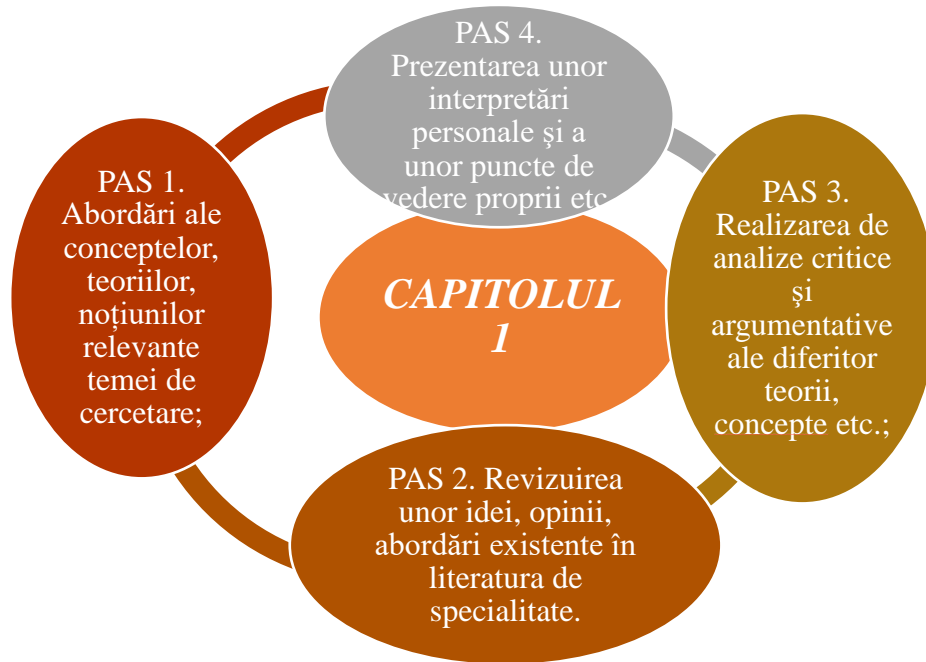 PAS 4.
Prezentarea unor
interpretări
personale şi a
unor puncte de
vedere proprii etc.
PAS 1.
Abordări ale
conceptelor,
teoriilor,
noțiunilor
relevante
temei de
cercetare;
CAPITOLUL
1
PAS 3.
Realizarea de
analize critice
şi
argumentative
ale diferitor
teorii,
concepte etc.;
PAS 2. Revizuirea
unor idei, opinii,
abordări existente în
literatura de
specialitate.